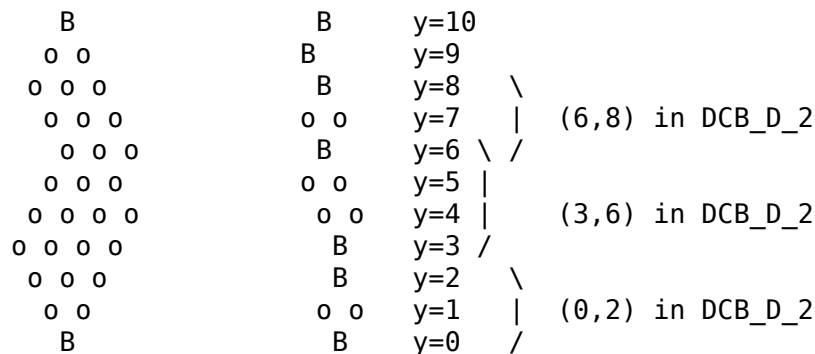 B               B     y=10
  o o             B      y=9
 o o o             B     y=8   \
  o o o           o o    y=7   |  (6,8) in DCB_D_2
   o o o           B     y=6 \ /
  o o o           o o    y=5 |
 o o o o           o o   y=4 |    (3,6) in DCB_D_2
o o o o             B    y=3 /
 o o o              B    y=2   \
  o o              o o   y=1   |  (0,2) in DCB_D_2
   B                B    y=0   /